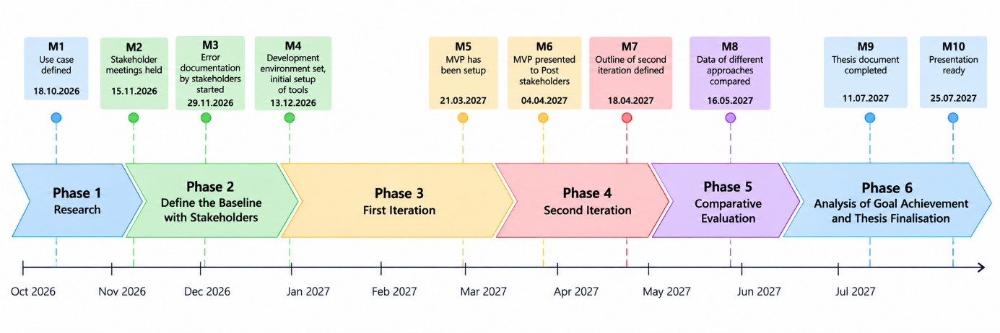 M1
Use case
defined
18.10.2026
M2
Stakeholder
meetings held
15.11.2026
M3
Error
documentation
by stakeholders
started
29.11.2026
M4
Development
environment set,
initial setup
of tools
13.12.2026
M5
MVP has
been setup
21.03.2027
M6
MVP presented
to Post
stakeholders
04.04.2027
M7
Outline of second
iteration defined
18.04.2027
M8
Data of different
approaches
compared
16.05.2027
M9
Thesis document
completed
11.07.2027
M10
Presentation
ready
25.07.2027
Phase 1
Research
Phase 2
Define the Baseline
with Stakeholders
Phase 3
First Iteration
Phase 4
Second Iteration
Phase 5
Comparative
Evaluation
Phase 6
Analysis of Goal Achievement
and Thesis Finalisation
Oct 2026
Nov 2026
Dec 2026
Jan 2027
Feb 2027
Mar 2027
Apr 2027
May 2027
Jun 2027
Jul 2027